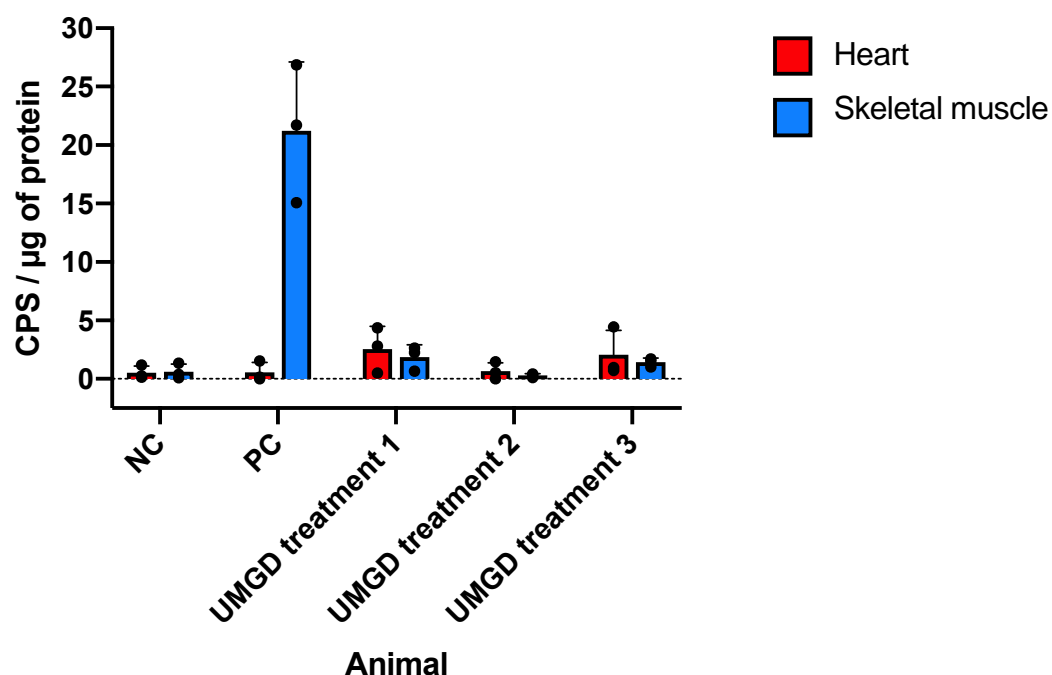 CPS / µg of protein
30
25
20
15
10
5
0
NC
PC
UMGD treatment 1
UMGD treatment 2
UMGD treatment 3
Animal
Heart
Skeletal muscle